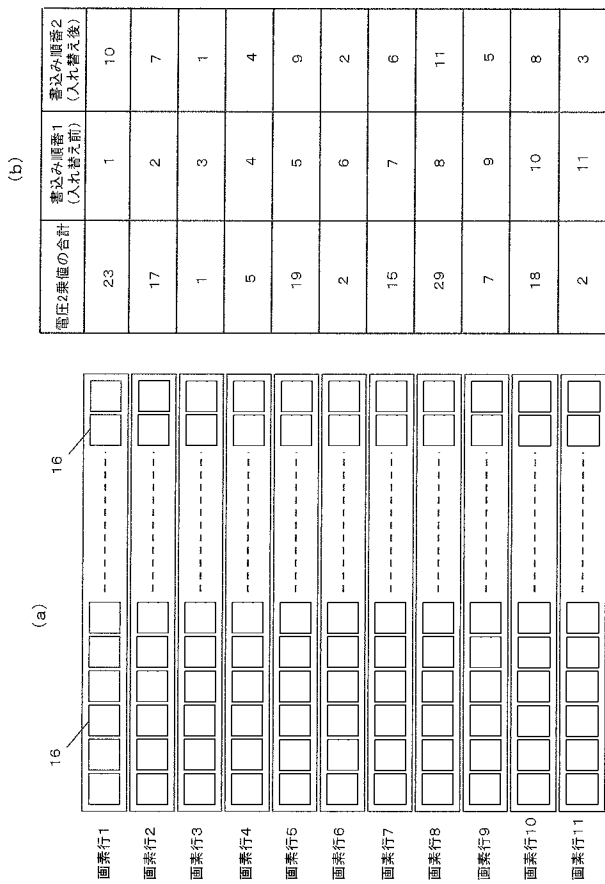 (a)
16
16
画素行1
画素行2
画素行3
画素行4
画素行5
画素行6
画素行7
画素行8
画素行9
画素行10
画素行11
(b)
電圧2乗値の合計
書込み順番1
(入れ替え前)
書込み順番2
(入れ替え後)
23 1 10
17 2 7
1 3 1
5 4 4
19 5 9
2 6 2
15 7 6
29 8 11
7 9 5
18 10 8
2 11 3